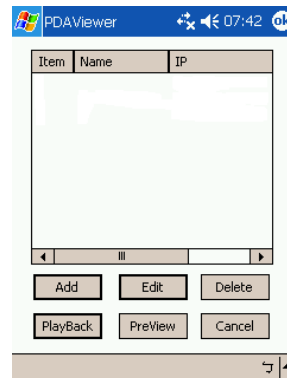 PDAViewer 07:42 ok
Item Name IP
Add Edit Delete
PlayBack PreView Cancel